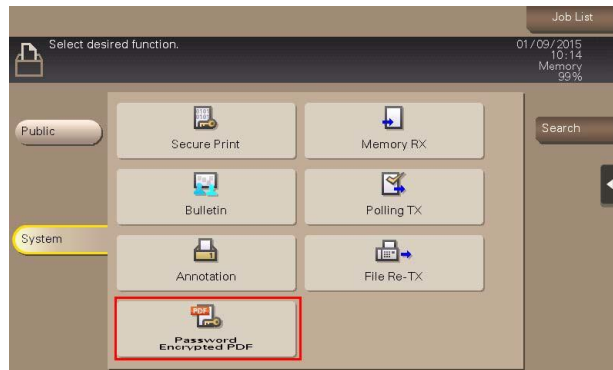 Job List
Select desired function.
01/09/2015
10:14
Memory
99%
Public
Search
Secure Print
Memory RX
Bulletin
Polling TX
System
Annotation
File Re-TX
PDF
Password
Encrypted PDF